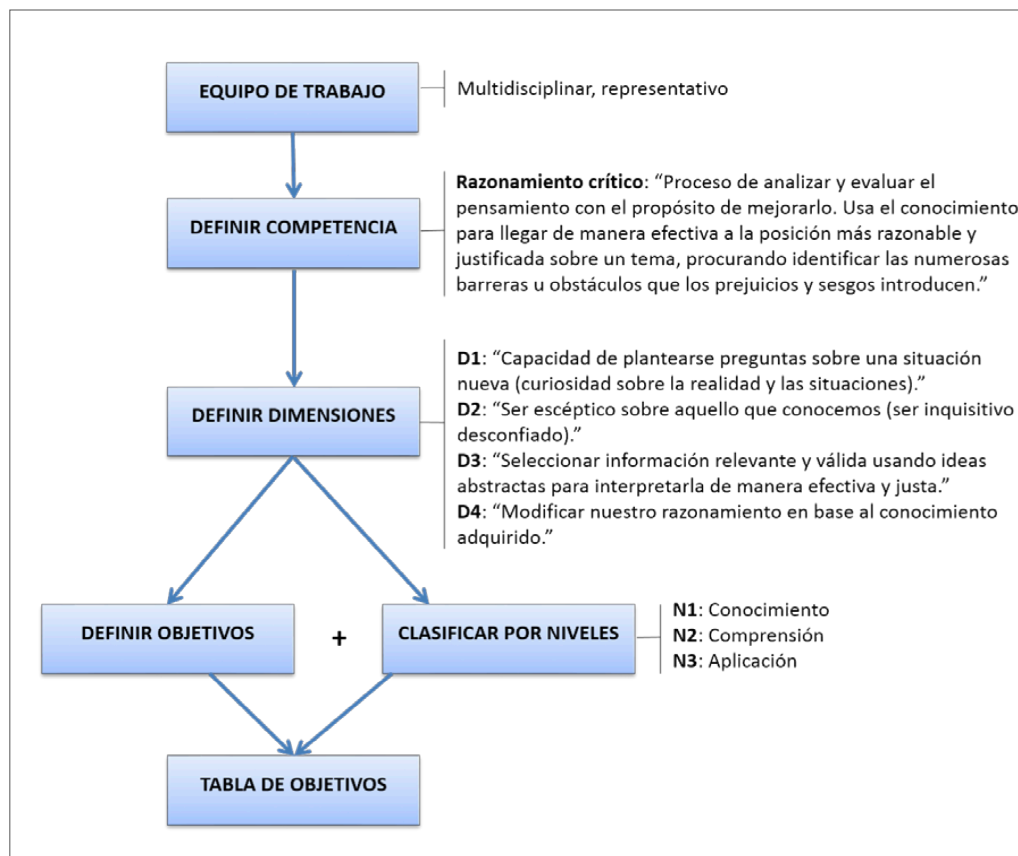 EQUIPO DE TRABAJO
Multidisciplinar, representativo
DEFINIR COMPETENCIA
Razonamiento crítico: “Proceso de analizar y evaluar el
pensamiento con el propósito de mejorarlo. Usa el conocimiento
para llegar de manera efectiva a la posición más razonable y
justificada sobre un tema, procurando identificar las numerosas
barreras u obstáculos que los prejuicios y sesgos introducen.”
DEFINIR DIMENSIONES
D1: “Capacidad de plantearse preguntas sobre una situación
nueva (curiosidad sobre la realidad y las situaciones).”
D2: “Ser escéptico sobre aquello que conocemos (ser inquisitivo
desconfiado).”
D3: “Seleccionar información relevante y válida usando ideas
abstractas para interpretarla de manera efectiva y justa.”
D4: “Modificar nuestro razonamiento en base al conocimiento
adquirido.”
DEFINIR OBJETIVOS
+
CLASIFICAR POR NIVELES
N1: Conocimiento
N2: Comprensión
N3: Aplicación
TABLA DE OBJETIVOS